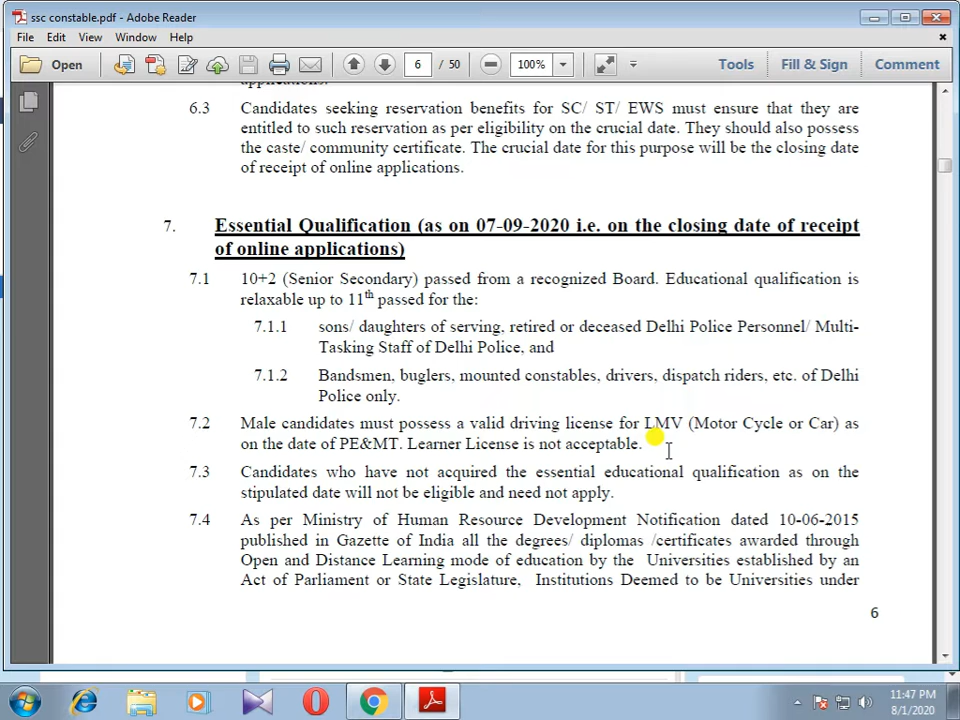 ssc constable.pdf - Adobe Reader
File Edit View Window Help
Open 6 / 50 100% Tools Fill & Sign Comment
applications.
6.3 Candidates seeking reservation benefits for SC/ ST/ EWS must ensure that they are
entitled to such reservation as per eligibility on the crucial date. They should also possess
the caste/ community certificate. The crucial date for this purpose will be the closing date
of receipt of online applications.
7. Essential Qualification (as on 07-09-2020 i.e. on the closing date of receipt
of online applications)
7.1 10+2 (Senior Secondary) passed from a recognized Board. Educational qualification is
relaxable up to 11th passed for the:
7.1.1 sons/ daughters of serving, retired or deceased Delhi Police Personnel/ Multi-
Tasking Staff of Delhi Police, and
7.1.2 Bandsmen, buglers, mounted constables, drivers, dispatch riders, etc. of Delhi
Police only.
7.2 Male candidates must possess a valid driving license for LMV (Motor Cycle or Car) as
on the date of PE&MT. Learner License is not acceptable.
7.3 Candidates who have not acquired the essential educational qualification as on the
stipulated date will not be eligible and need not apply.
7.4 As per Ministry of Human Resource Development Notification dated 10-06-2015
published in Gazette of India all the degrees/ diplomas /certificates awarded through
Open and Distance Learning mode of education by the Universities established by an
Act of Parliament or State Legislature, Institutions Deemed to be Universities under
6
11:47 PM
8/1/2020